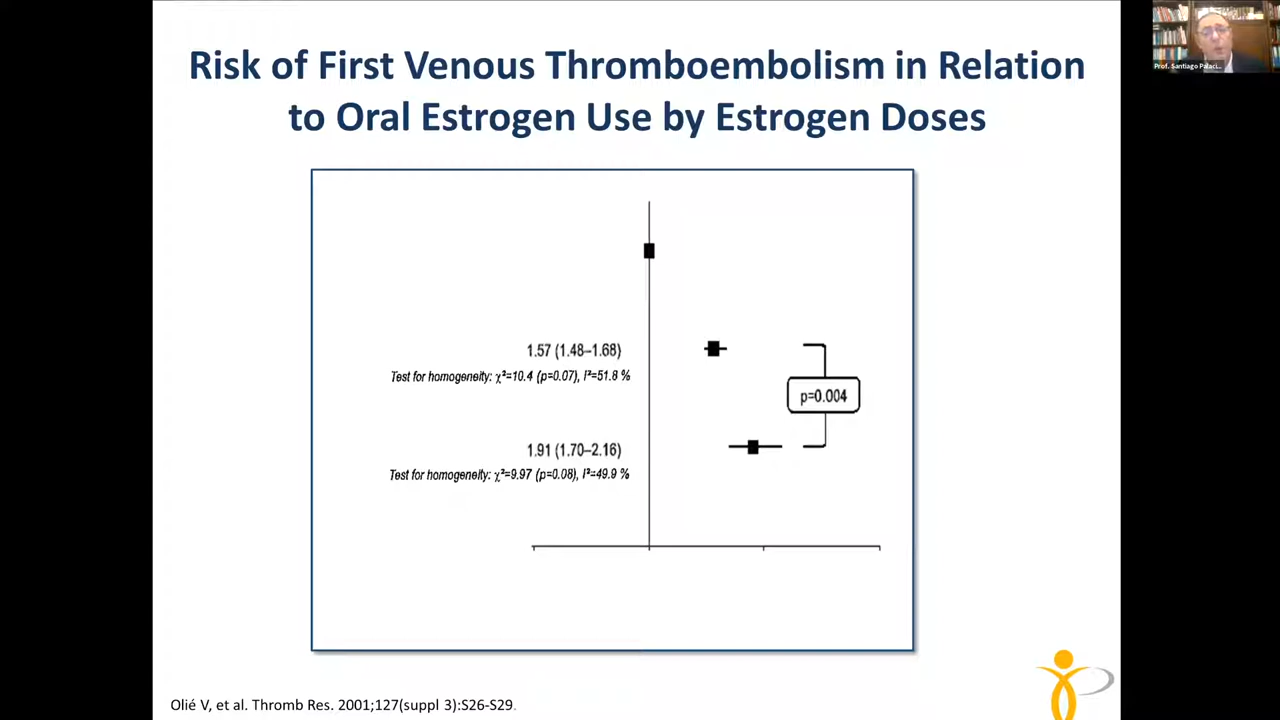 Risk of First Venous Thromboembolism in Relation
to Oral Estrogen Use by Estrogen Doses
Prof. Santiago Palaci...
1.57 (1.48–1.68)
Test for homogeneity: χ²=10.4 (p=0.07), I²=51.8 %
p=0.004
1.91 (1.70–2.16)
Test for homogeneity: χ²=9.97 (p=0.08), I²=49.9 %
Olié V, et al. Thromb Res. 2001;127(suppl 3):S26-S29.